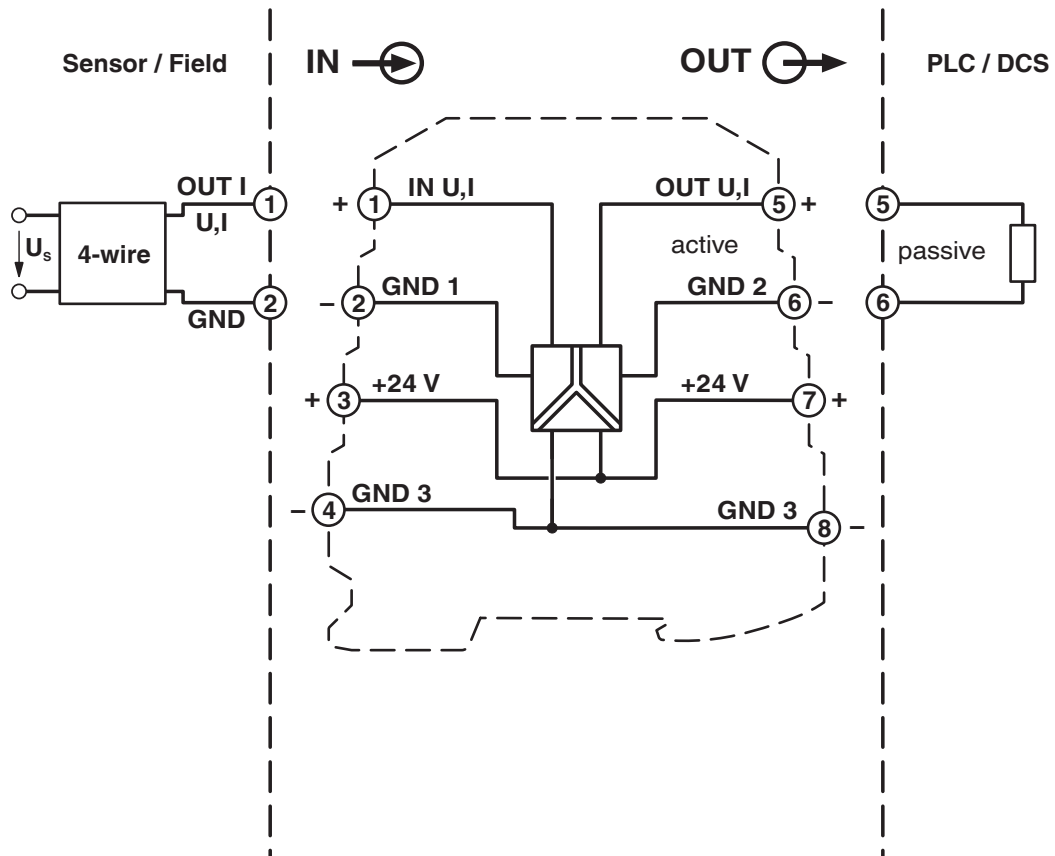 Sensor / Field
IN
OUT
PLC / DCS
OUT I
U,I
1
+ 1
IN U,I
OUT U,I
5 +
5
Us
4-wire
active
passive
GND
2
– 2
GND 1
GND 2
6 –
6
+ 3
+24 V
+24 V
7 +
– 4
GND 3
GND 3
8 –